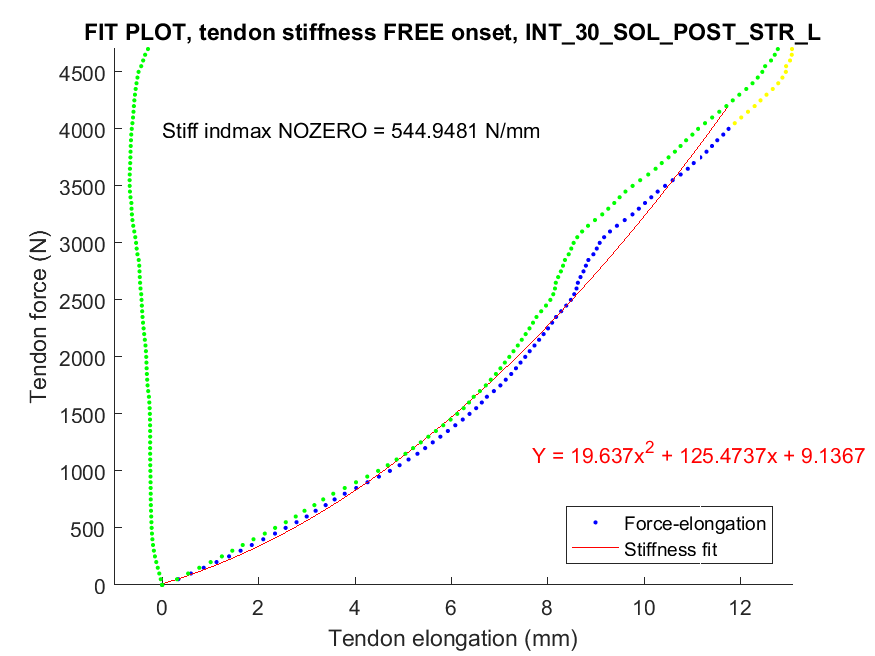 FIT PLOT, tendon stiffness FREE onset, INT_30_SOL_POST_STR_L
4500
Stiff indmax NOZERO = 544.9481 N/mm
4000
3500
3000
2500
2000
1500
1000
500
0
Tendon force (N)
Y = 19.637x² + 125.4737x + 9.1367
Force-elongation
Stiffness fit
0 2 4 6 8 10 12
Tendon elongation (mm)